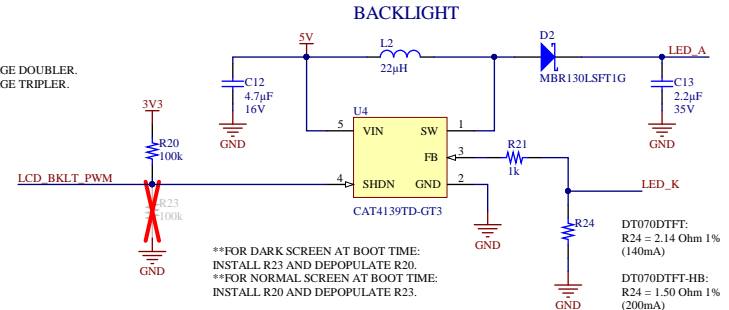 BACKLIGHT
GE DOUBLER.
GE TRIPLER.
5V
L2
22µH
D2
MBR130LSFT1G
LED_A
C12
4.7µF
16V
GND
C13
2.2µF
35V
GND
3V3
R20
100k
U4
5 VIN SW 1
FB 3
4 SHDN GND 2
CAT4139TD-GT3
R21
1k
LCD_BKLT_PWM
LED_K
R23
100k
GND
GND
R24
GND
**FOR DARK SCREEN AT BOOT TIME:
INSTALL R23 AND DEPOPULATE R20.
**FOR NORMAL SCREEN AT BOOT TIME:
INSTALL R20 AND DEPOPULATE R23.
DT070DTFT:
R24 = 2.14 Ohm 1%
(140mA)
DT070DTFT-HB:
R24 = 1.50 Ohm 1%
(200mA)